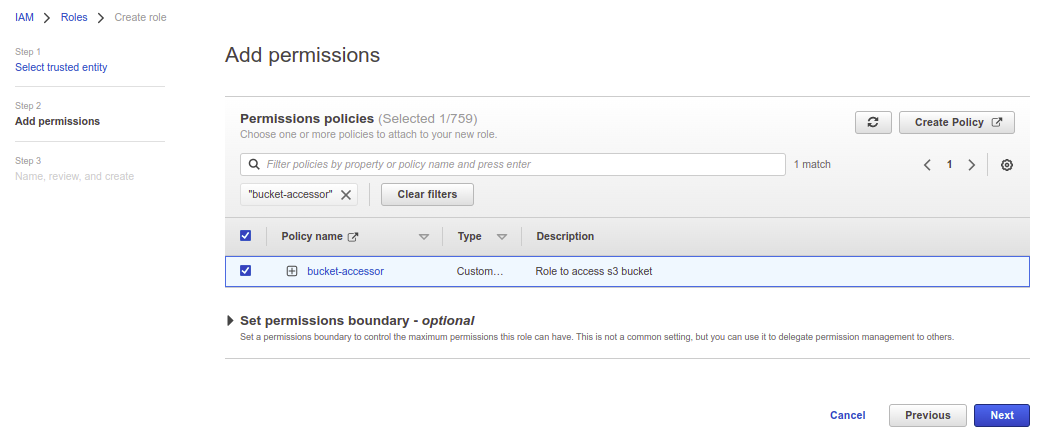 IAM > Roles > Create role
Step 1
Select trusted entity
Step 2
Add permissions
Step 3
Name, review, and create
Add permissions
Permissions policies (Selected 1/759)
Choose one or more policies to attach to your new role.
Create Policy
Filter policies by property or policy name and press enter
1 match
1
"bucket-accessor"
Clear filters
Policy name Type Description
bucket-accessor Custom... Role to access s3 bucket
Set permissions boundary - optional
Set a permissions boundary to control the maximum permissions this role can have. This is not a common setting, but you can use it to delegate permission management to others.
Cancel Previous Next